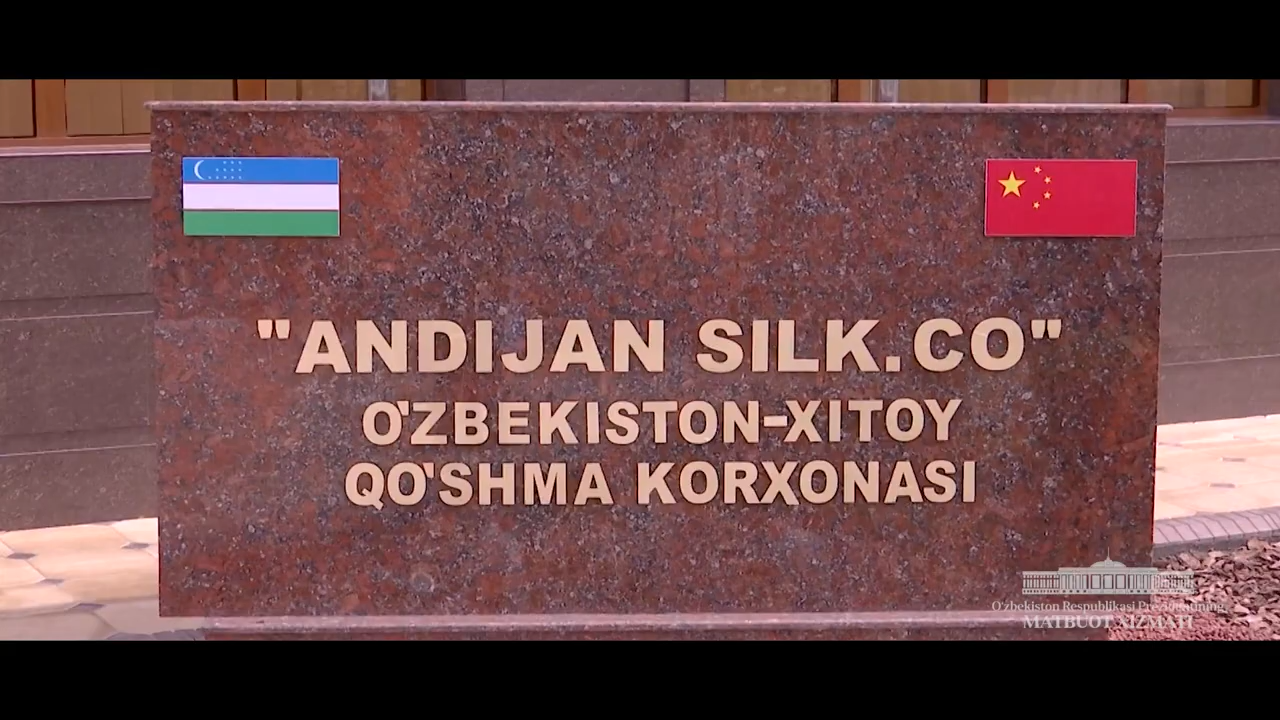 "ANDIJAN SILK.CO"
O'ZBEKISTON-XITOY
QO'SHMA KORXONASI
O'zbekiston Respublikasi Prezidentining
MATBUOT XIZMATI